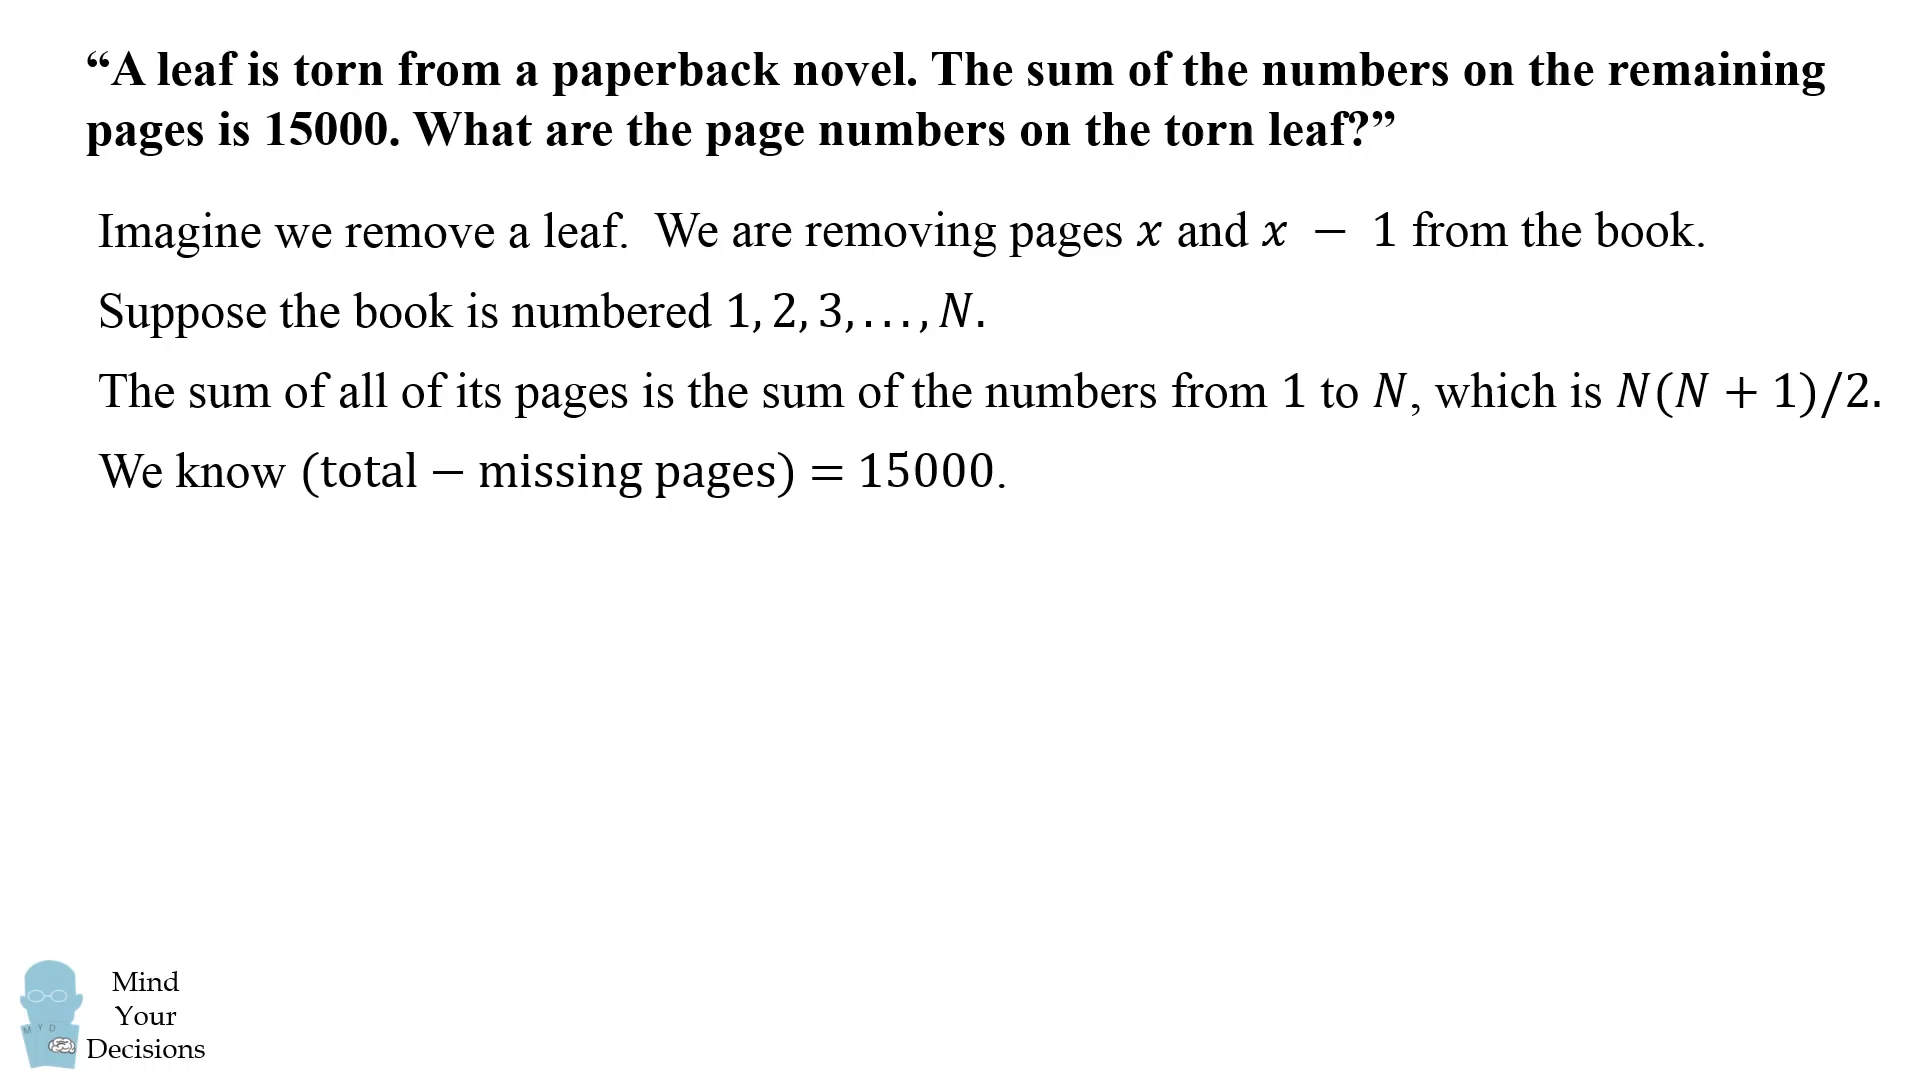 “A leaf is torn from a paperback novel. The sum of the numbers on the remaining
pages is 15000. What are the page numbers on the torn leaf?”
Imagine we remove a leaf. We are removing pages x and x − 1 from the book.
Suppose the book is numbered 1, 2, 3, . . . , N.
The sum of all of its pages is the sum of the numbers from 1 to N, which is N(N + 1)/2.
We know (total − missing pages) = 15000.
M Y D
Mind
Your
Decisions